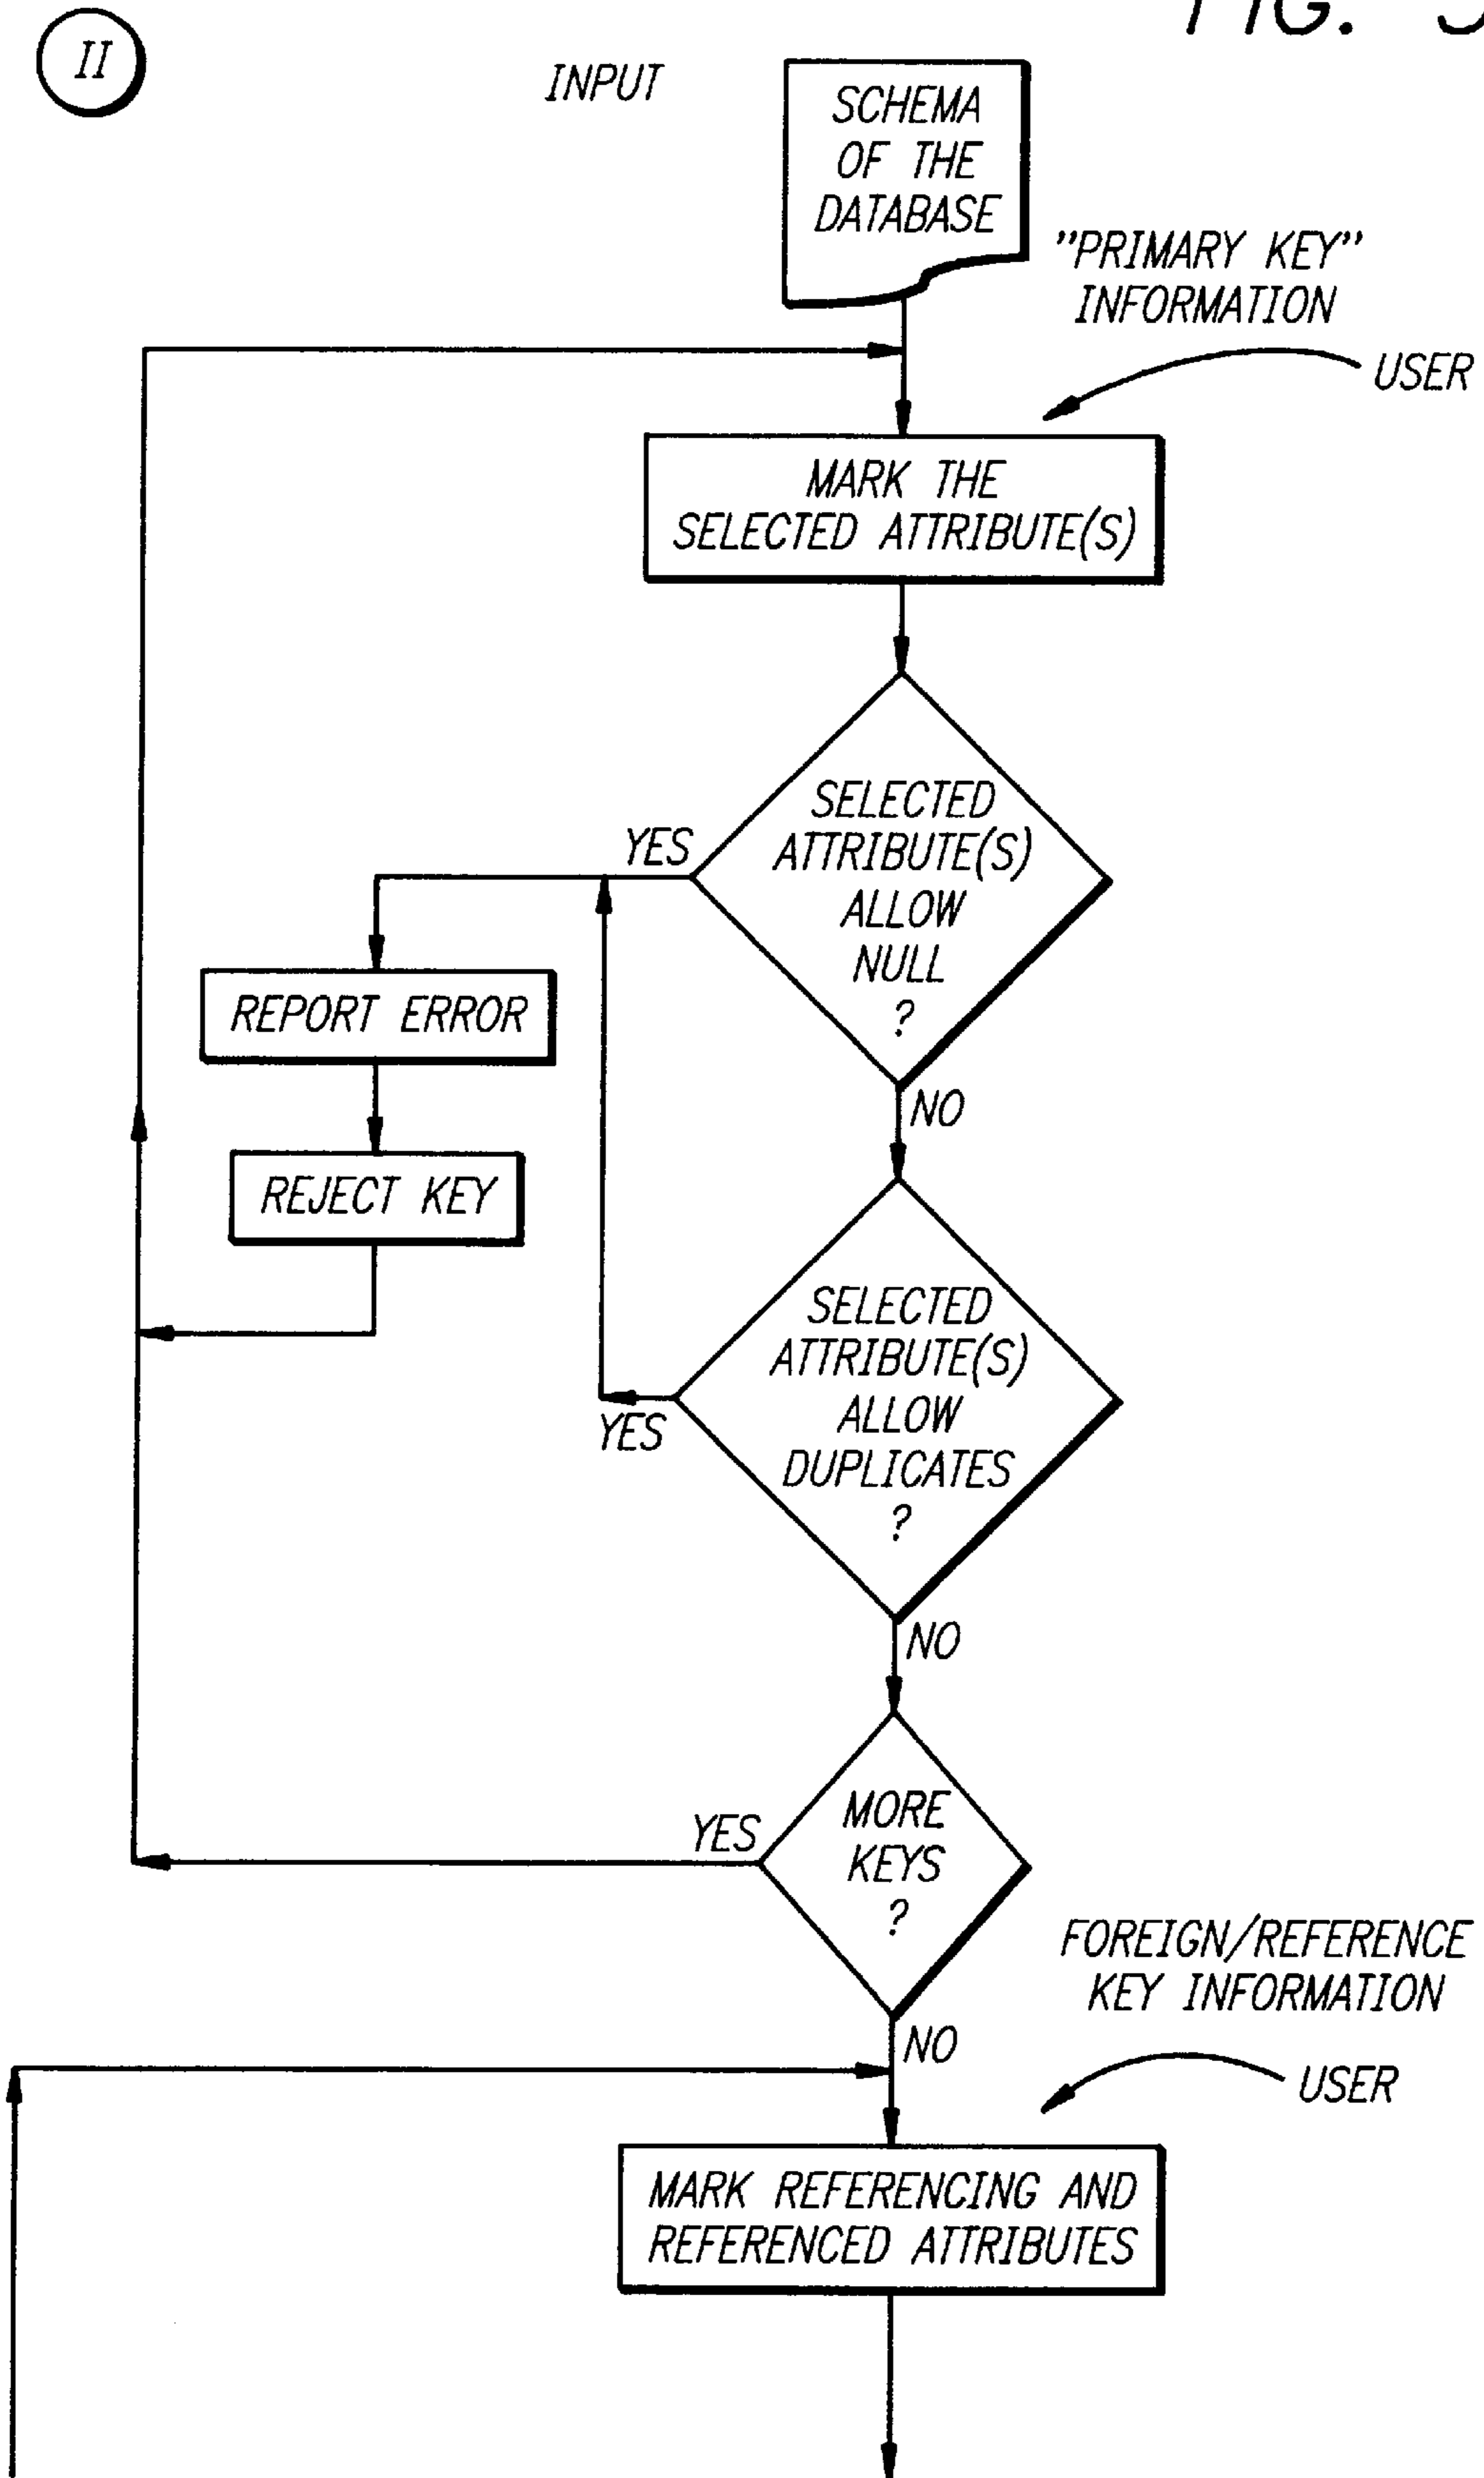 FIG.
II
INPUT
SCHEMA
OF THE
DATABASE
"PRIMARY KEY"
INFORMATION
USER
MARK THE
SELECTED ATTRIBUTE(S)
SELECTED
ATTRIBUTE(S)
ALLOW
NULL
?
YES
NO
REPORT ERROR
REJECT KEY
SELECTED
ATTRIBUTE(S)
ALLOW
DUPLICATES
?
YES
NO
MORE
KEYS
?
YES
NO
FOREIGN/REFERENCE
KEY INFORMATION
USER
MARK REFERENCING AND
REFERENCED ATTRIBUTES